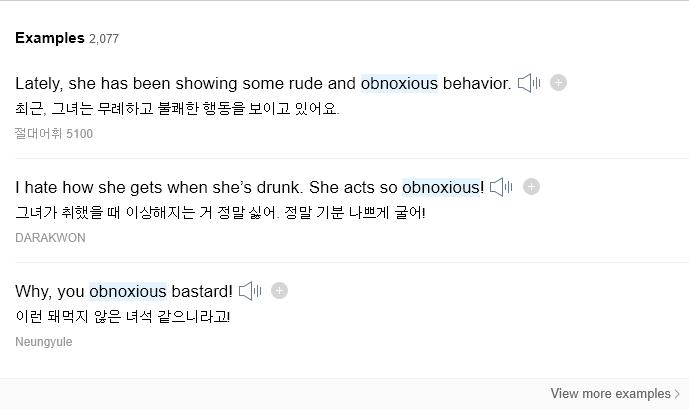 Examples 2,077
Lately, she has been showing some rude and obnoxious behavior.
최근, 그녀는 무례하고 불쾌한 행동을 보이고 있어요.
절대어휘 5100
I hate how she gets when she’s drunk. She acts so obnoxious!
그녀가 취했을 때 이상해지는 거 정말 싫어. 정말 기분 나쁘게 굴어!
DARAKWON
Why, you obnoxious bastard!
이런 돼먹지 않은 녀석 같으니라고!
Neungyule
View more examples